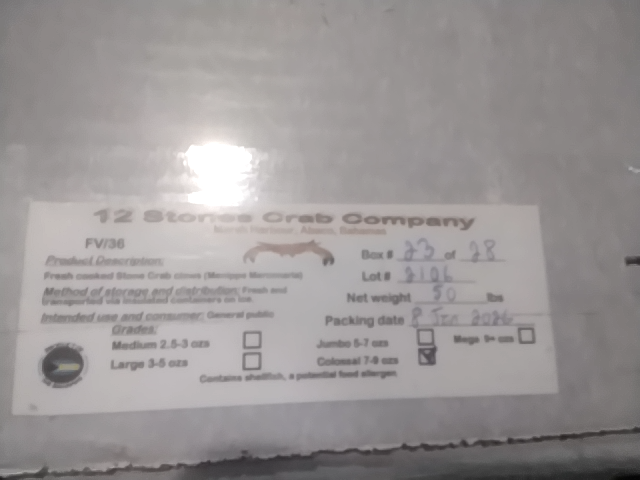 12 Stones Crab Company
Marsh Harbour, Abaco, Bahamas
FV/36
Product Description:
Fresh cooked Stone Crab claws (Menippe Mercenaria)
Method of storage and distribution: Fresh and
transported via insulated containers on ice.
Intended use and consumer: General public
Box # 23 of 28
Lot #
Net weight 50 lbs
Packing date 8 2026
Grades:
Medium 2.5-3 ozs
Large 3-5 ozs
Jumbo 5-7 ozs
Colossal 7-9 ozs
Mega 9+ ozs
Contains shellfish, a potential food allergen